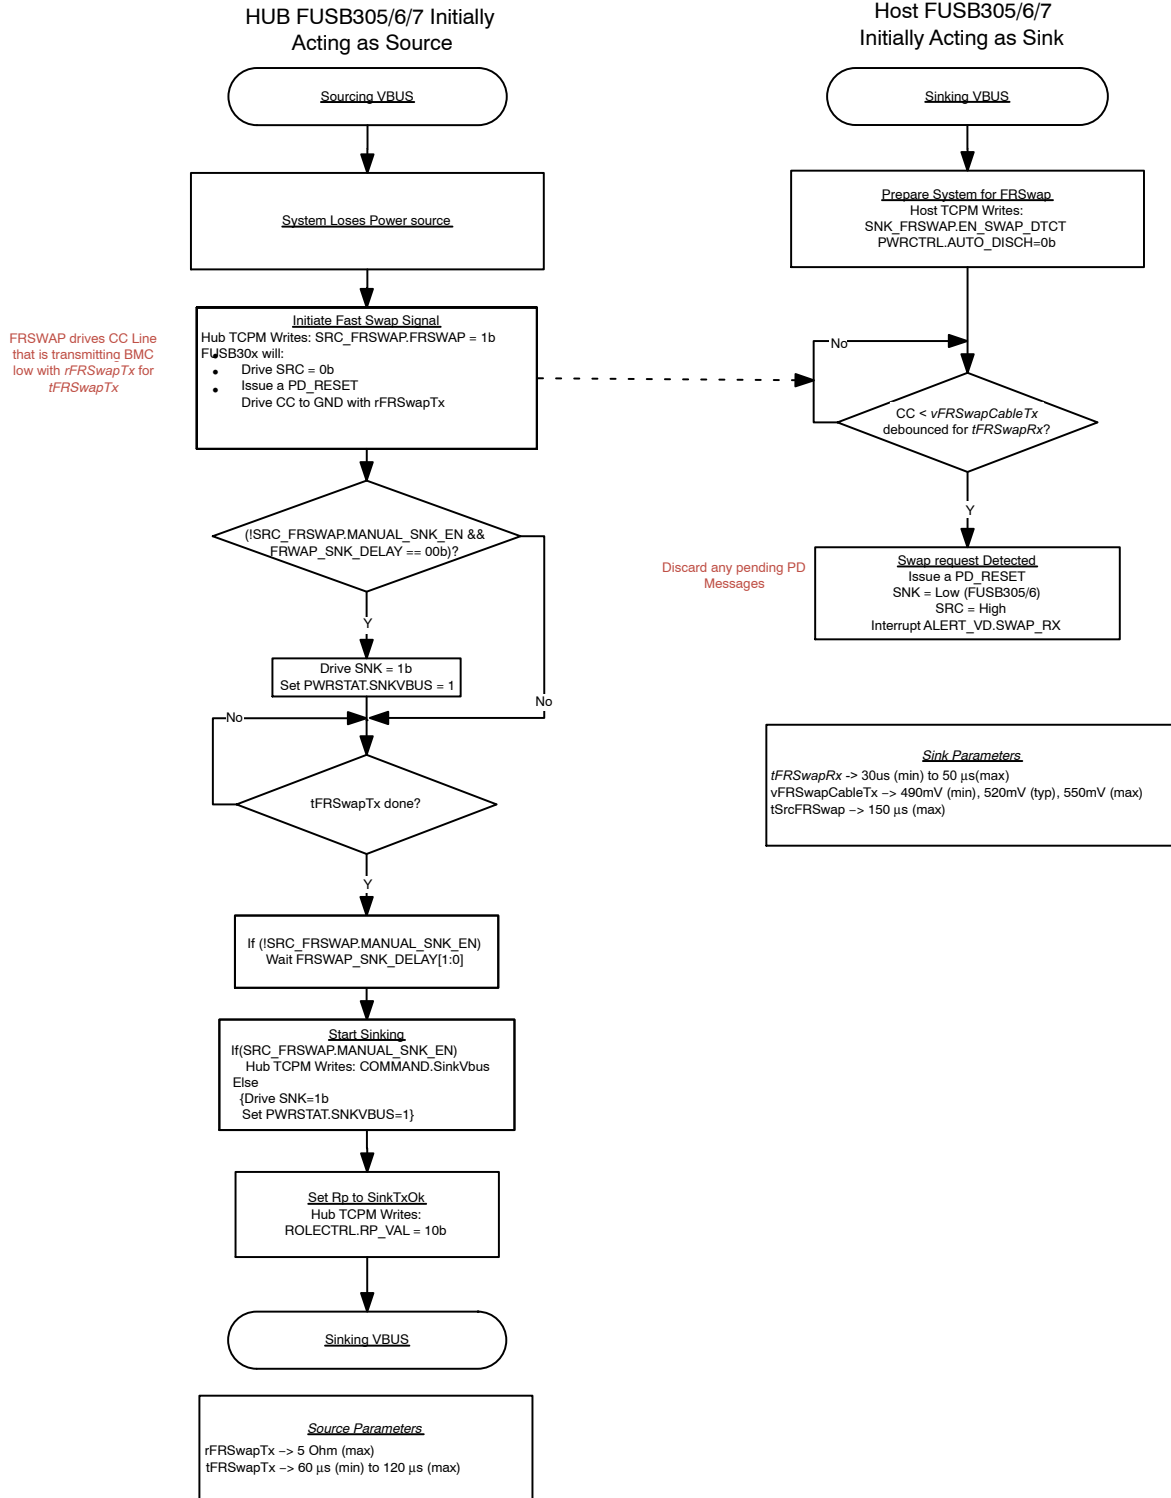 HUB FUSB305/6/7 Initially
Acting as Source
Sourcing VBUS
System Loses Power source
FRSWAP drives CC Line
that is transmitting BMC
low with rFRSwapTx for
tFRSwapTx
Initiate Fast Swap Signal
Hub TCPM Writes: SRC_FRSWAP.FRSWAP = 1b
FUSB30x will:
• Drive SRC = 0b
• Issue a PD_RESET
• Drive CC to GND with rFRSwapTx
(!SRC_FRSWAP.MANUAL_SNK_EN &&
FRWAP_SNK_DELAY == 00b)?
Y
No
Drive SNK = 1b
Set PWRSTAT.SNKVBUS = 1
No
tFRSwapTx done?
Y
If (!SRC_FRSWAP.MANUAL_SNK_EN)
Wait FRSWAP_SNK_DELAY[1:0]
Start Sinking
If(SRC_FRSWAP.MANUAL_SNK_EN)
Hub TCPM Writes: COMMAND.SinkVbus
Else
{Drive SNK=1b
Set PWRSTAT.SNKVBUS=1}
Set Rp to SinkTxOk
Hub TCPM Writes:
ROLECTRL.RP_VAL = 10b
Sinking VBUS
Source Parameters
rFRSwapTx –> 5 Ohm (max)
tFRSwapTx –> 60 µs (min) to 120 µs (max)
Host FUSB305/6/7
Initially Acting as Sink
Sinking VBUS
Prepare System for FRSwap
Host TCPM Writes:
SNK_FRSWAP.EN_SWAP_DTCT
PWRCTRL.AUTO_DISCH=0b
No
CC < vFRSwapCableTx
debounced for tFRSwapRx?
Y
Discard any pending PD
Messages
Swap request Detected
Issue a PD_RESET
SNK = Low (FUSB305/6)
SRC = High
Interrupt ALERT_VD.SWAP_RX
Sink Parameters
tFRSwapRx -> 30us (min) to 50 µs(max)
vFRSwapCableTx –> 490mV (min), 520mV (typ), 550mV (max)
tSrcFRSwap –> 150 µs (max)